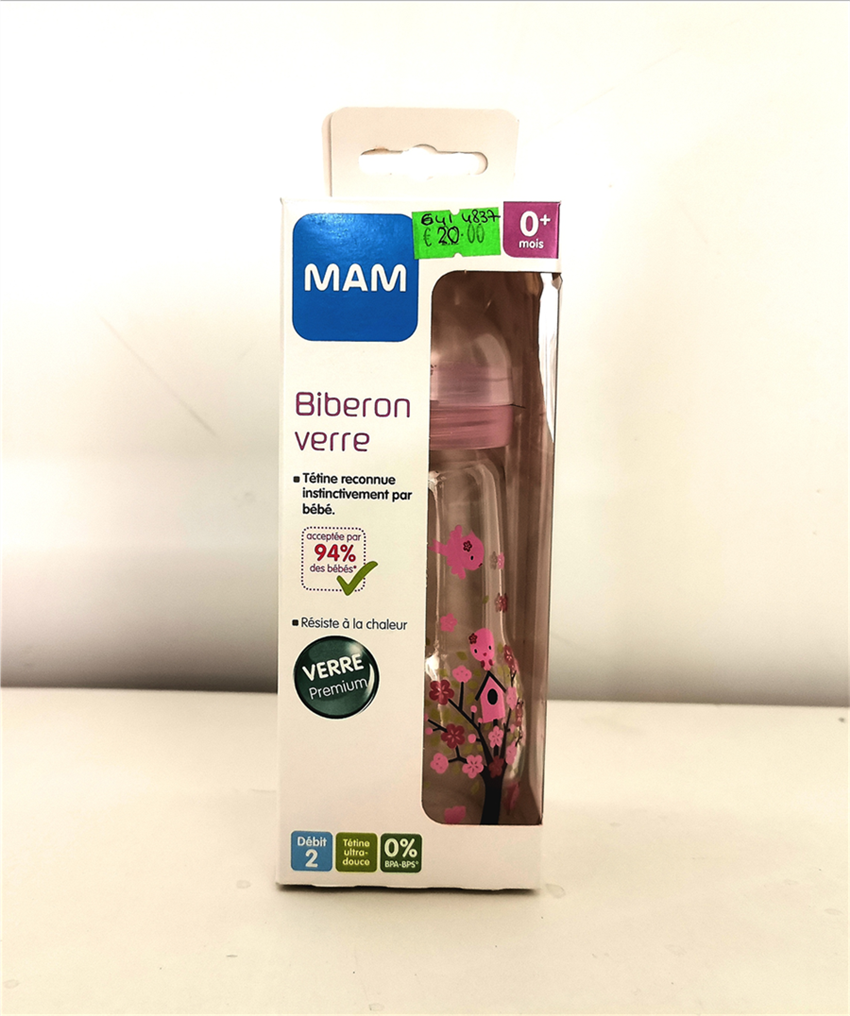 641 4837
€ 20.00
0+
mois
MAM
Biberon
verre
Tétine reconnue
instinctivement par
bébé.
acceptée par
94%
des bébés*
Résiste à la chaleur
VERRE
Premium
Débit
2
Tétine
ultra-
douce
0%
BPA-BPS*